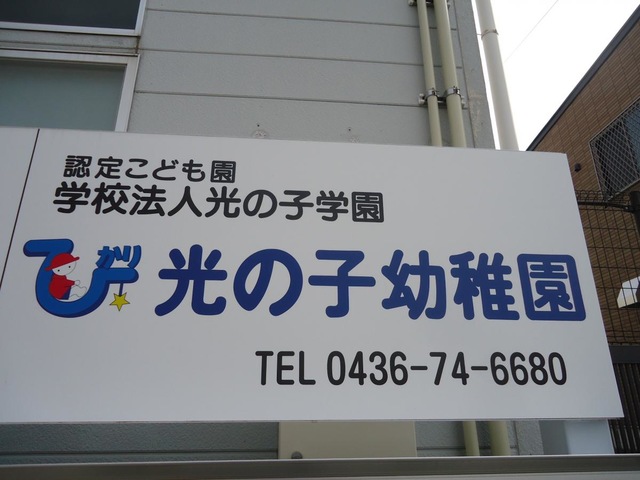 認定こども園
学校法人光の子学園
ぴかり
光の子幼稚園
TEL 0436-74-6680